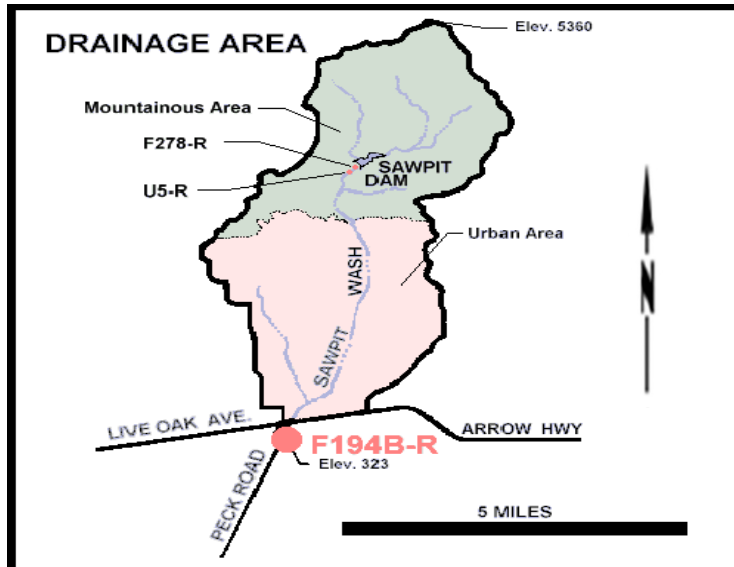 DRAINAGE AREA
Elev. 5360
Mountainous Area
F278-R
U5-R
SAWPIT
DAM
Urban Area
WASH
SAWPIT
N
LIVE OAK AVE.
ARROW HWY
F194B-R
Elev. 323
PECK ROAD
5 MILES